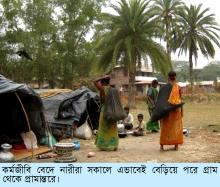 কর্মজীবি বেদে নারীরা সকালে এভাবেই বেড়িয়ে পরে গ্রাম
থেকে গ্রামান্তরে।